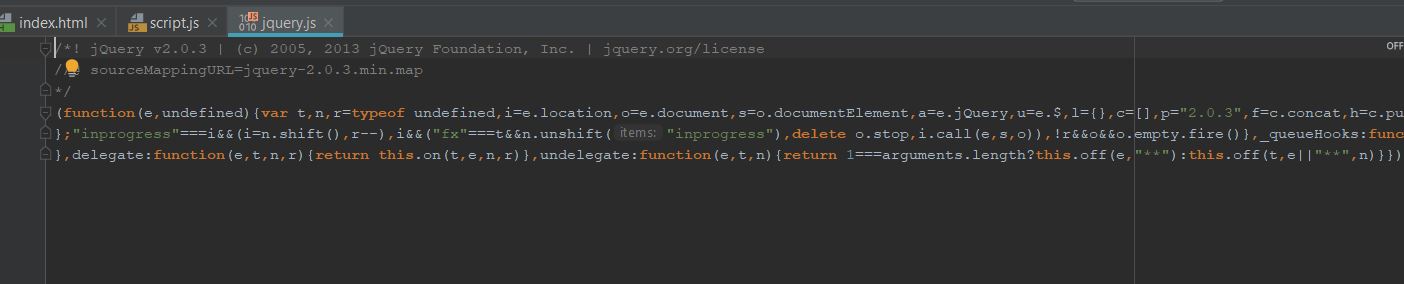 index.html
script.js
jquery.js
/*! jQuery v2.0.3 | (c) 2005, 2013 jQuery Foundation, Inc. | jquery.org/license
OFF
sourceMappingURL=jquery-2.0.3.min.map
*/
(function(e,undefined){var t,n,r=typeof undefined,i=e.location,o=e.document,s=o.documentElement,a=e.jQuery,u=e.$,l={},c=[],p="2.0.3",f=c.concat,h=c.pu
};"inprogress"===i&&(i=n.shift(),r--),i&&("fx"===t&&n.unshift( items: "inprogress"),delete o.stop,i.call(e,s,o)),!r&&o&&o.empty.fire()},_queueHooks:func
},delegate:function(e,t,n,r){return this.on(t,e,n,r)},undelegate:function(e,t,n){return 1===arguments.length?this.off(e,"**"):this.off(t,e||"**",n)}})